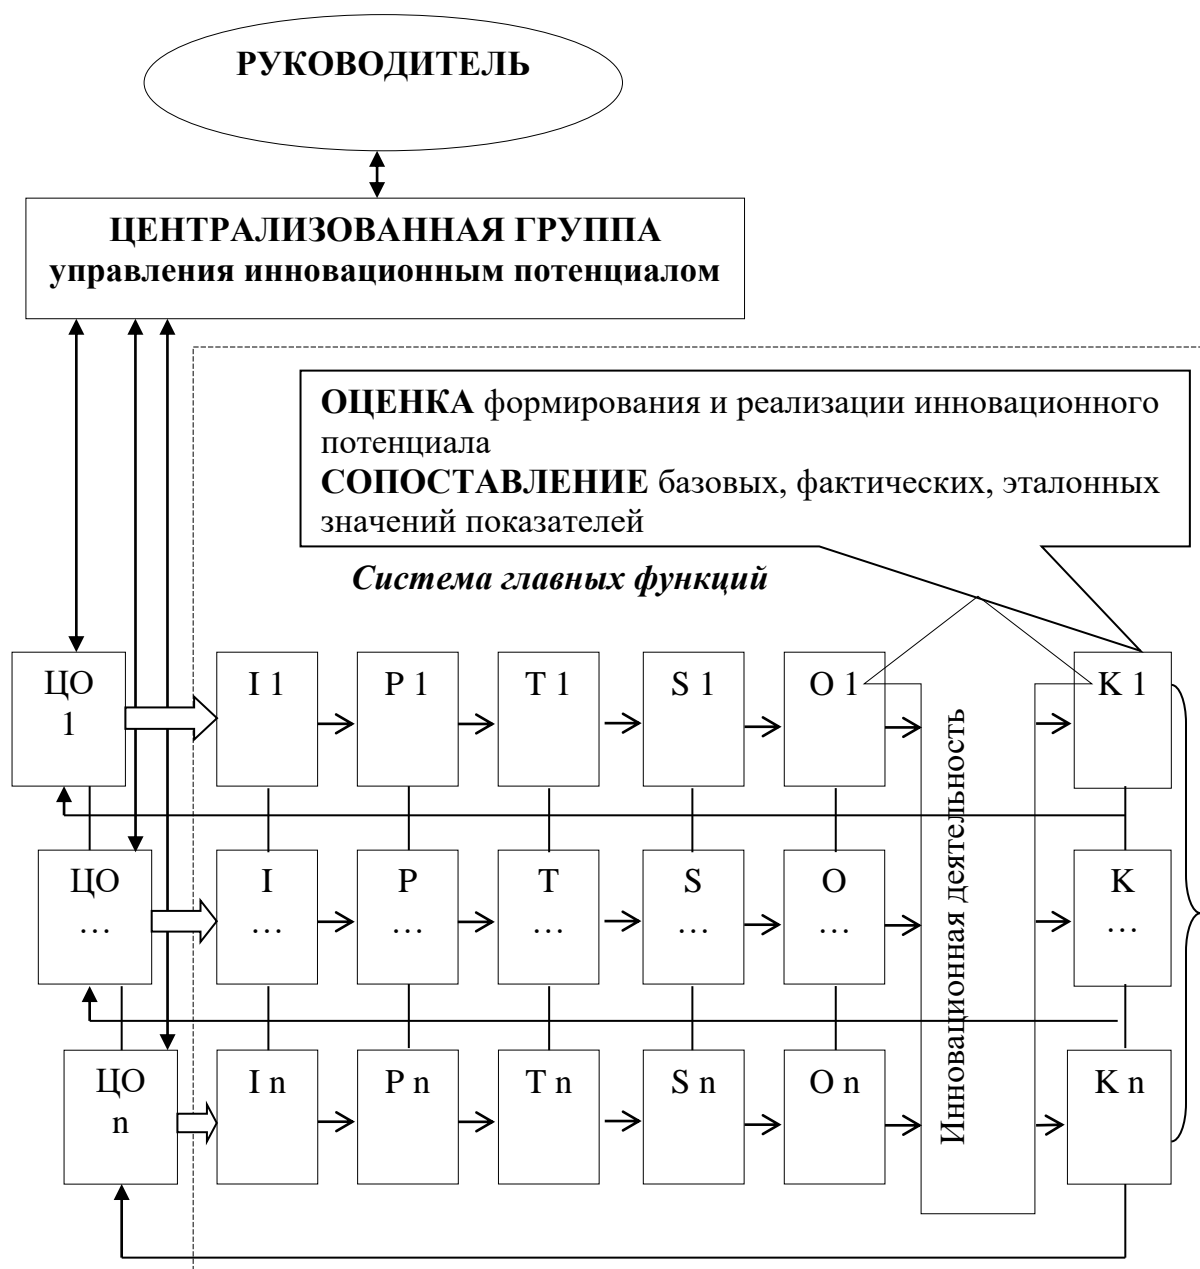 РУКОВОДИТЕЛЬ
ЦЕНТРАЛИЗОВАННАЯ ГРУППА
управления инновационным потенциалом
ОЦЕНКА формирования и реализации инновационного
потенциала
СОПОСТАВЛЕНИЕ базовых, фактических, эталонных
значений показателей
Система главных функций
ЦО
1
I 1
P 1
T 1
S 1
O 1
K 1
Инновационная деятельность
ЦО
…
I
…
P
…
T
…
S
…
O
…
K
…
ЦО
n
I n
P n
T n
S n
O n
K n